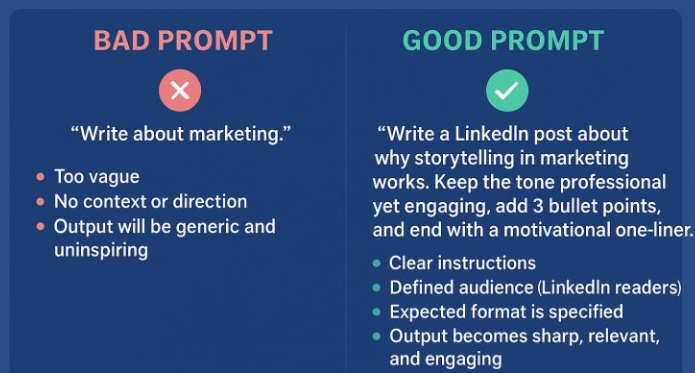 BAD PROMPT
“Write about marketing.”
Too vague
No context or direction
Output will be generic and
uninspiring
GOOD PROMPT
“Write a LinkedIn post about
why storytelling in marketing
works. Keep the tone professional
yet engaging, add 3 bullet points,
and end with a motivational one-liner.
Clear instructions
Defined audience (LinkedIn readers)
Expected format is specified
Output becomes sharp, relevant,
and engaging